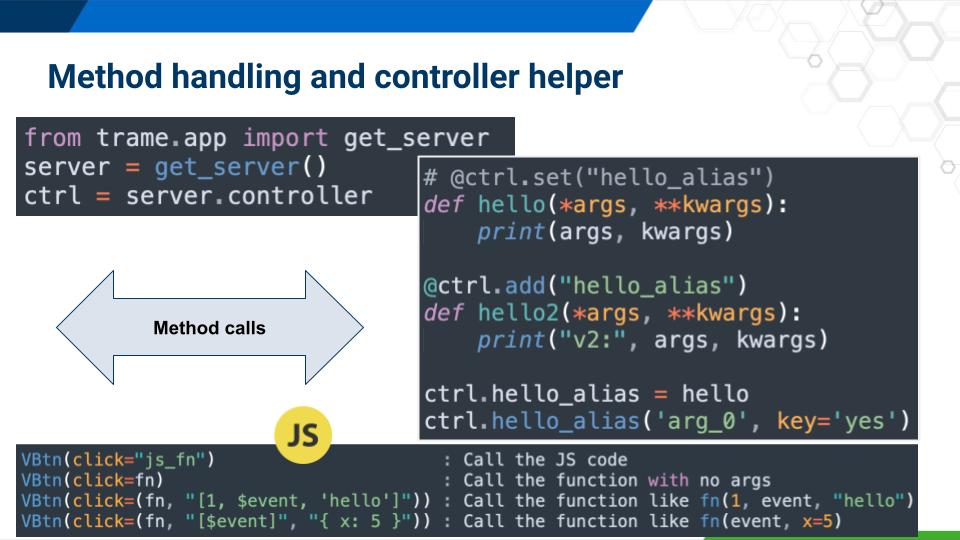 Method handling and controller helper
from trame.app import get_server
server = get_server()
ctrl = server.controller
# @ctrl.set("hello_alias")
def hello(*args, **kwargs):
    print(args, kwargs)
@ctrl.add("hello_alias")
def hello2(*args, **kwargs):
    print("v2:", args, kwargs)
ctrl.hello_alias = hello
ctrl.hello_alias('arg_0', key='yes')
Method calls
JS
VBtn(click="js_fn")                       : Call the JS code
VBtn(click=fn)                            : Call the function with no args
VBtn(click=(fn, "[1, $event, 'hello']")) : Call the function like fn(1, event, "hello")
VBtn(click=(fn, "[$event]", "{ x: 5 }")) : Call the function like fn(event, x=5)